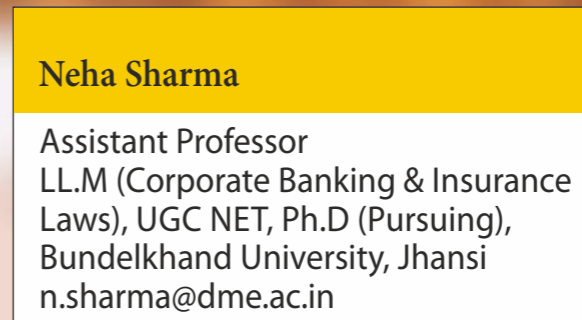 Neha Sharma
Assistant Professor
LL.M (Corporate Banking & Insurance
Laws), UGC NET, Ph.D (Pursuing),
Bundelkhand University, Jhansi
n.sharma@dme.ac.in